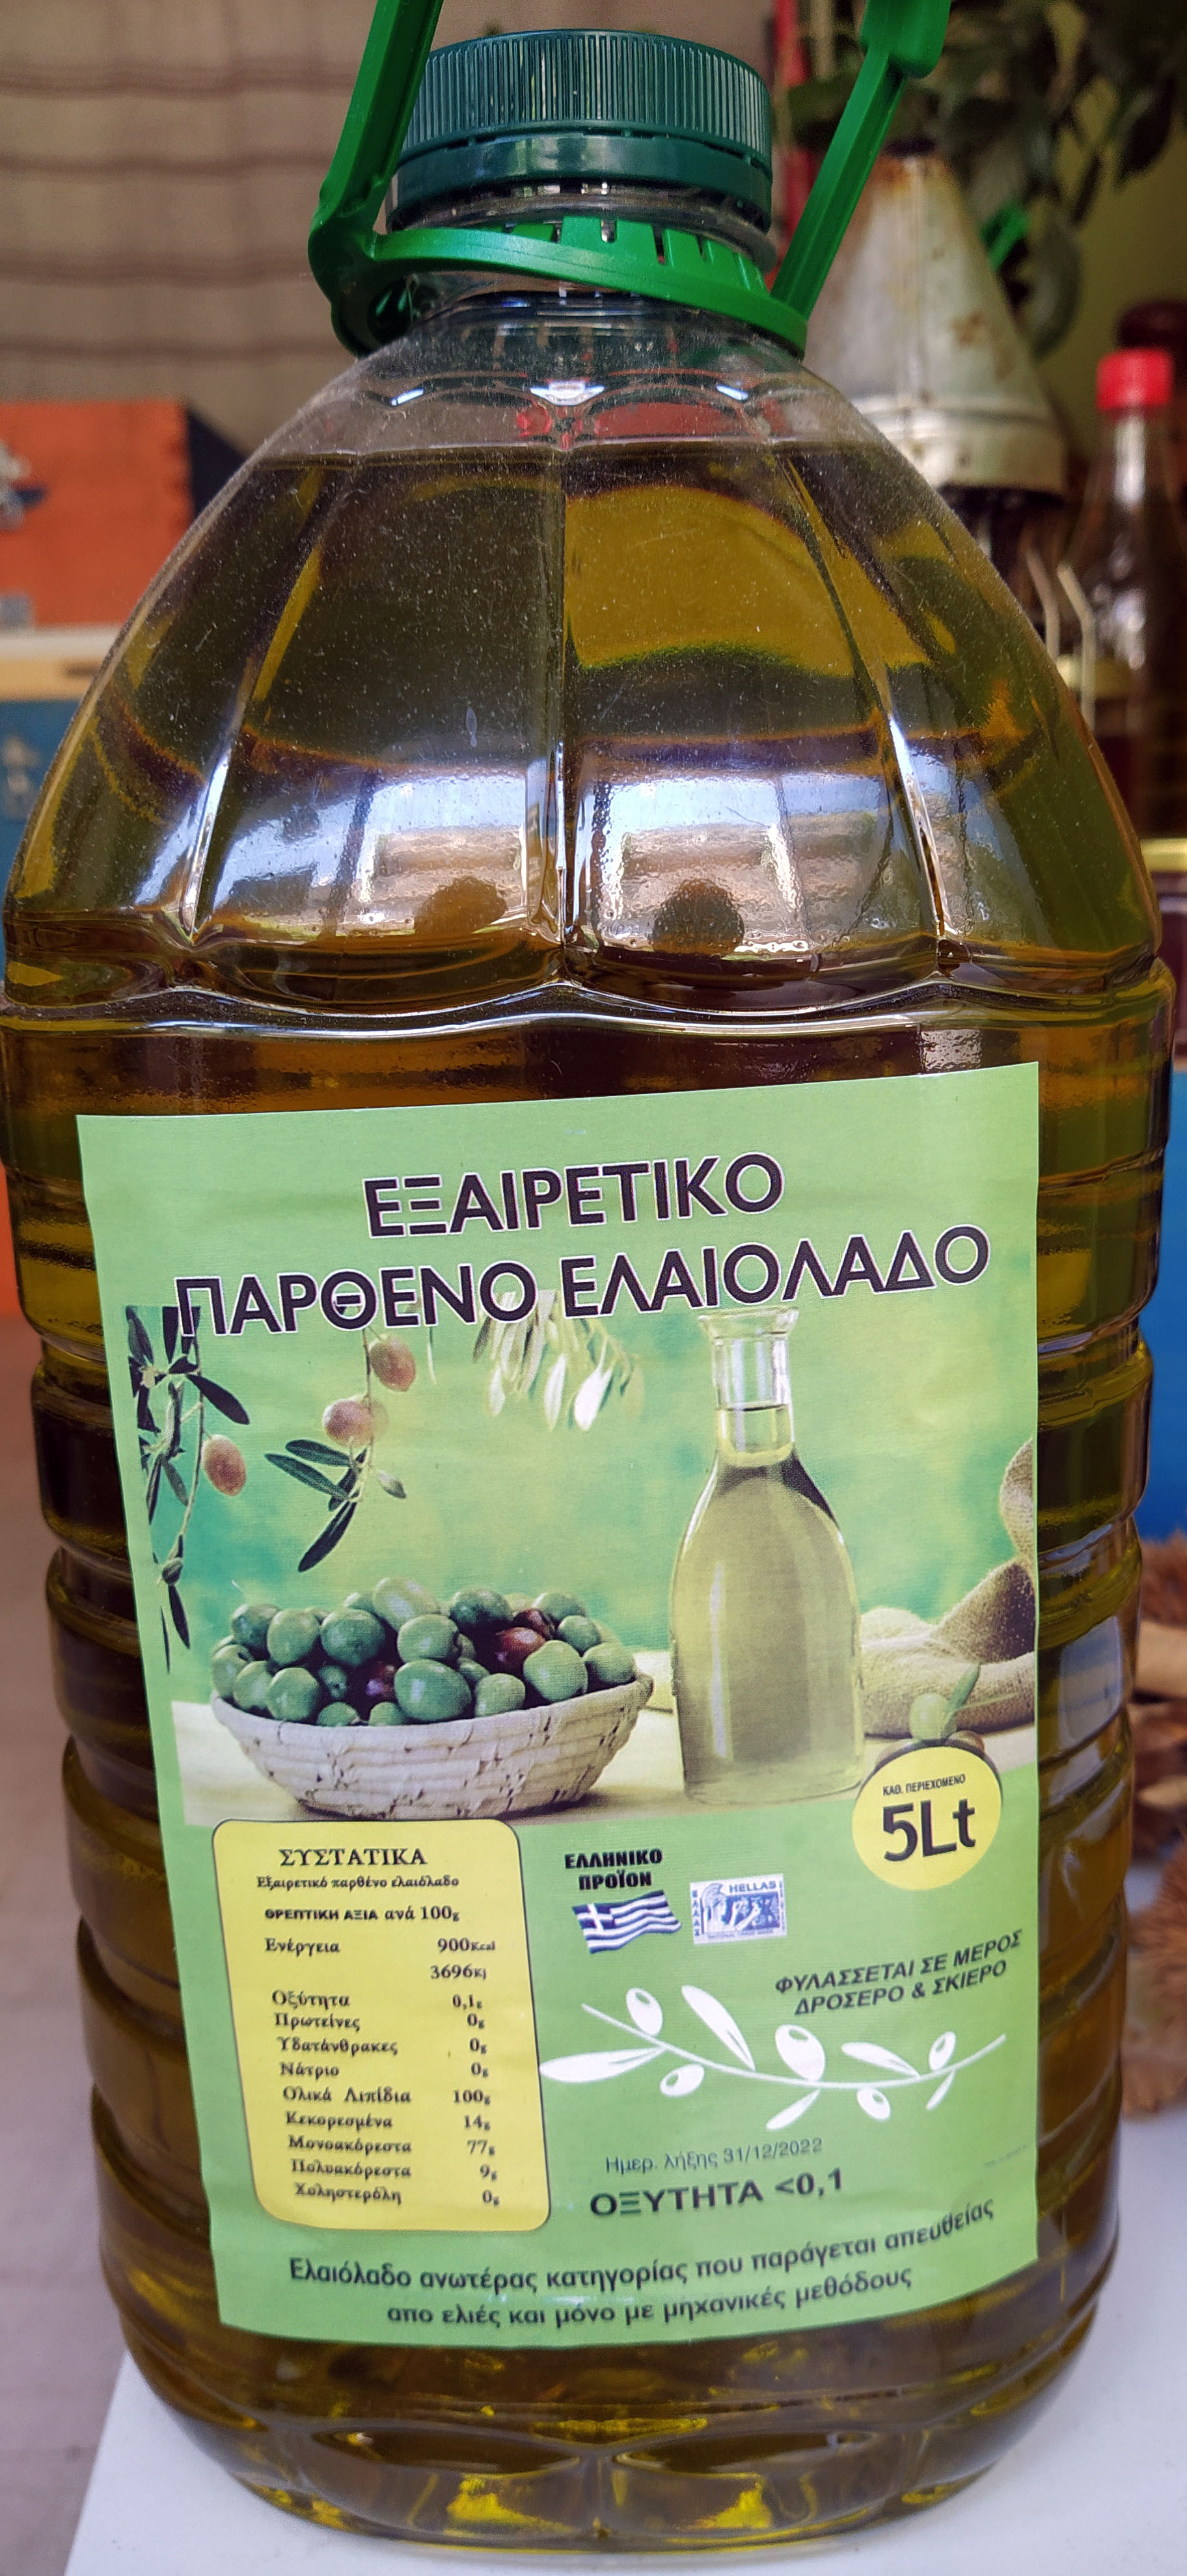 ΕΞΑΙΡΕΤΙΚΟ
ΠΑΡΘΕΝΟ ΕΛΑΙΟΛΑΔΟ
ΚΑΘ. ΠΕΡΙΕΧΟΜΕΝΟ
5Lt
ΣΥΣΤΑΤΙΚΑ
Εξαιρετικό παρθένο ελαιόλαδο
ΘΡΕΠΤΙΚΗ ΑΞΙΑ ανά 100g
Ενέργεια 900Kcal
3696Kj
Οξύτητα 0,1g
Πρωτείνες 0g
Υδατάνθρακες 0g
Νάτριο 0g
Ολικά Λιπίδια 100g
Κεκορεσμένα 14g
Μονοακόρεστα 77g
Πολυακόρεστα 9g
Χοληστερόλη 0g
ΕΛΛΗΝΙΚΟ
ΠΡΟΪΟΝ
HELLAS
ΦΥΛΑΣΣΕΤΑΙ ΣΕ ΜΕΡΟΣ
ΔΡΟΣΕΡΟ & ΣΚΙΕΡΟ
Ημερ. λήξης 31/12/2022
ΟΞΥΤΗΤΑ <0,1
Ελαιόλαδο ανωτέρας κατηγορίας που παράγεται απευθείας
απο ελιές και μόνο με μηχανικές μεθόδους